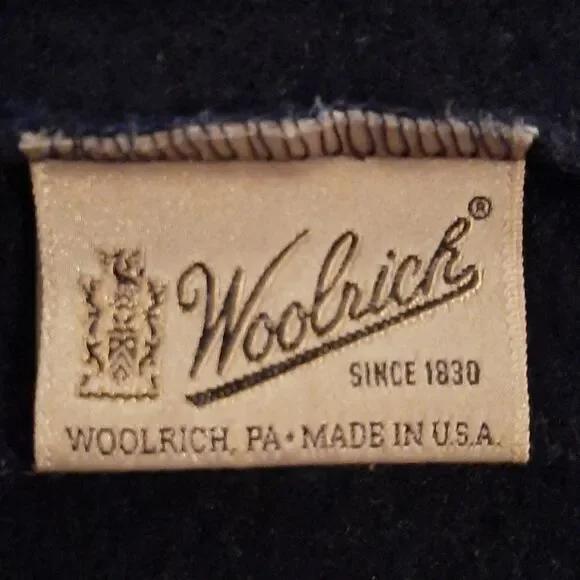 Woolrich®
SINCE 1830
WOOLRICH, PA • MADE IN U.S.A.